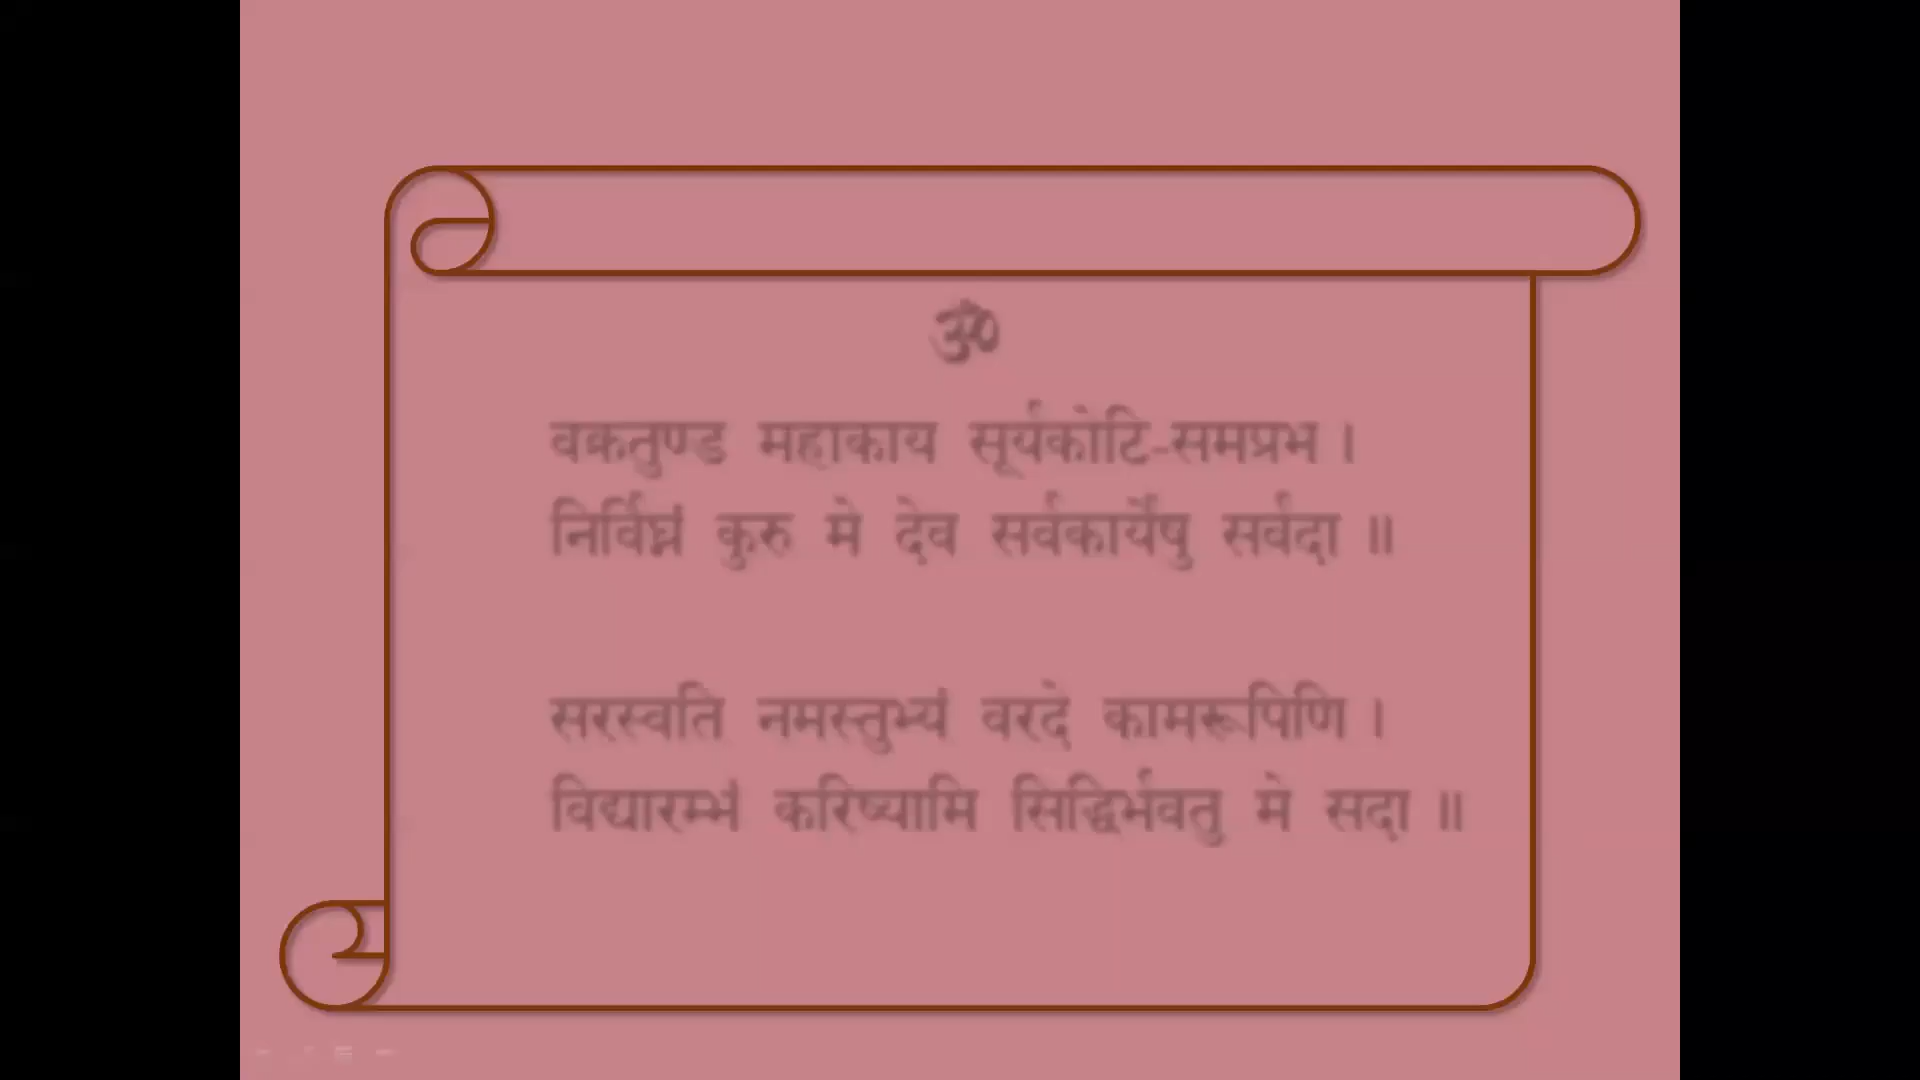 ॐ
वक्रतुण्ड महाकाय सूर्यकोटि-समप्रभ ।
निर्विघ्नं कुरु मे देव सर्वकार्येषु सर्वदा ॥
सरस्वति नमस्तुभ्यं वरदे कामरूपिणि ।
विद्यारम्भं करिष्यामि सिद्धिर्भवतु मे सदा ॥